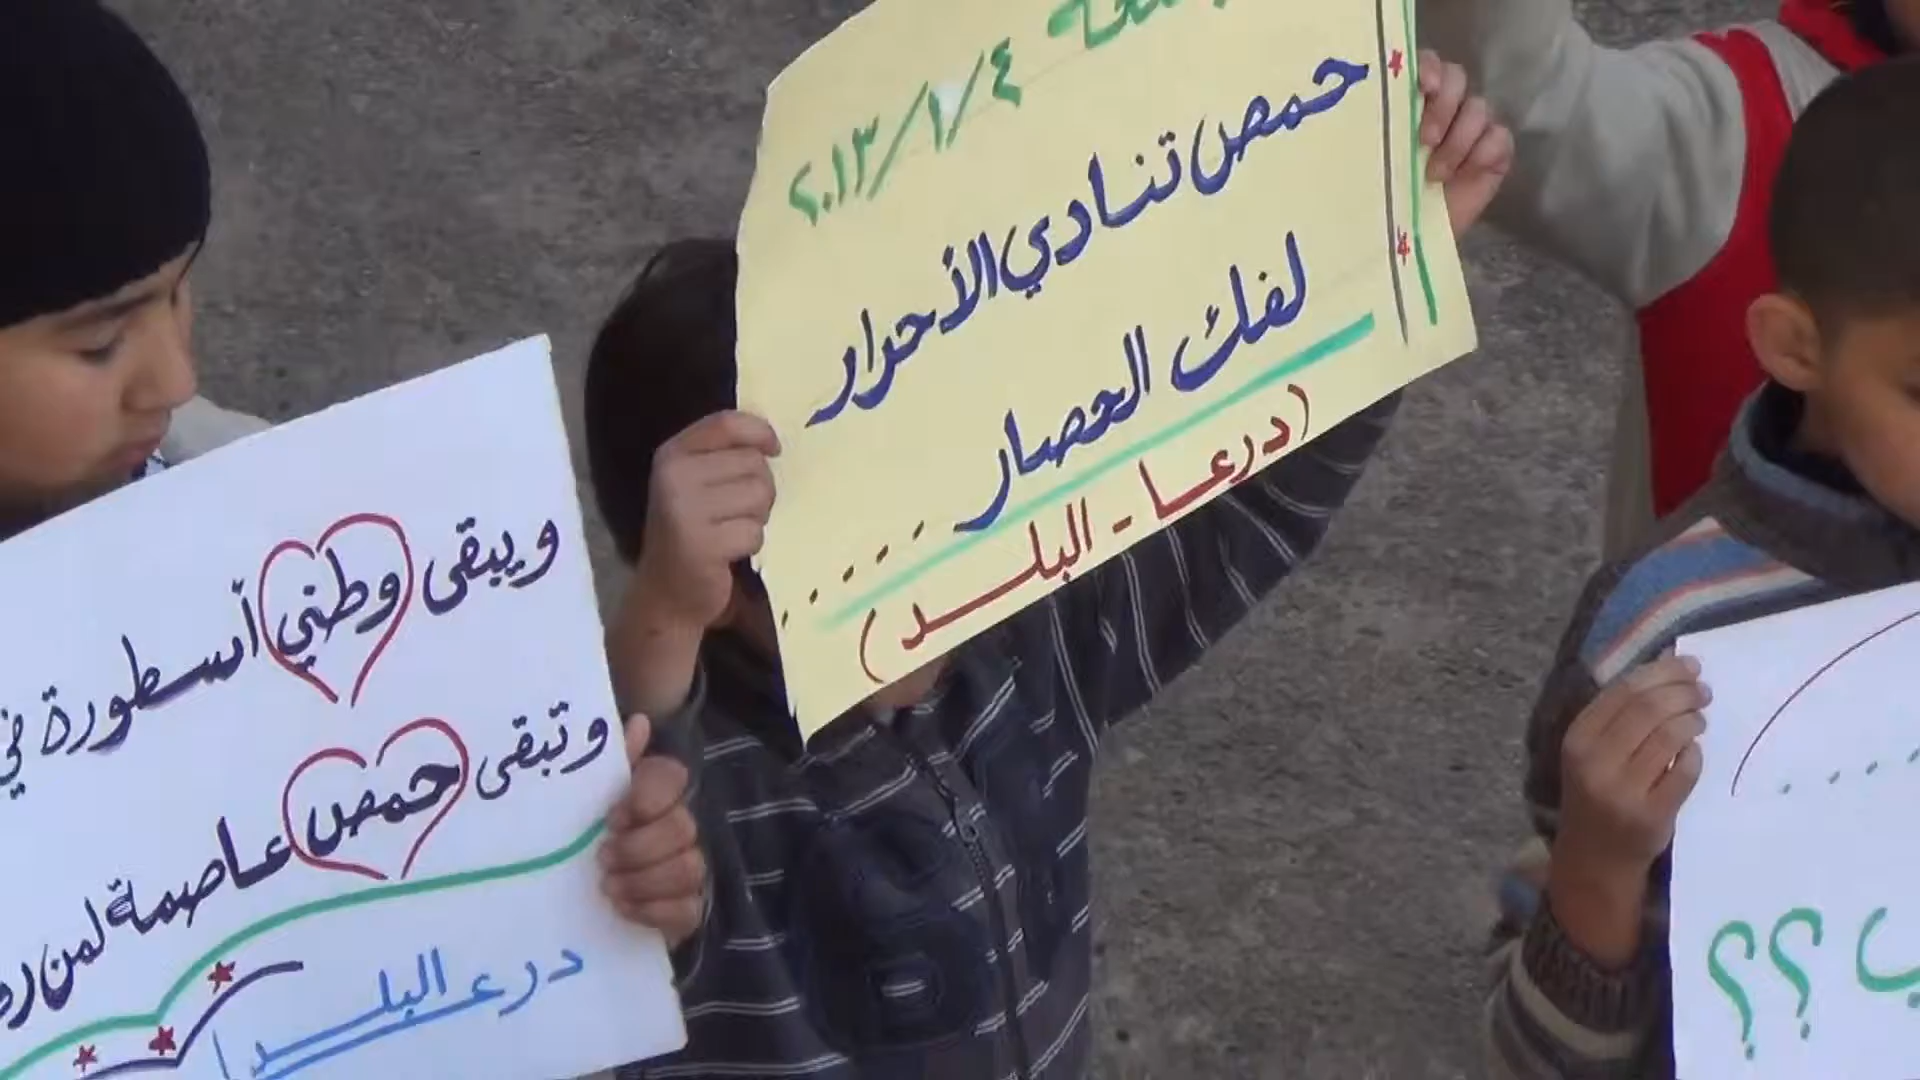 ٢٠١٣/١/٤
حمص تنادي الأحرار
لفك الحصار
....
(درعا - البلد)
ويبقى وطني أسطورة في
وتبقى حمص عاصمة لمن
درعا البلد
؟؟